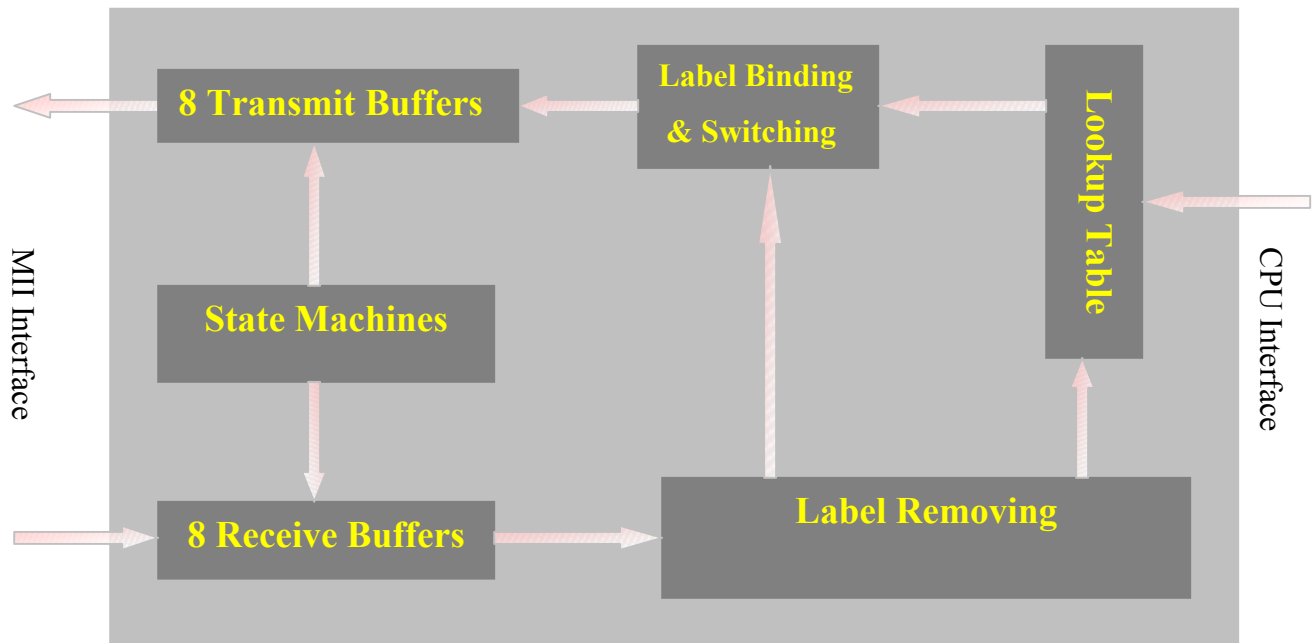 8 Transmit Buffers
Label Binding
& Switching
Lookup Table
MII Interface
State Machines
CPU Interface
8 Receive Buffers
Label Removing